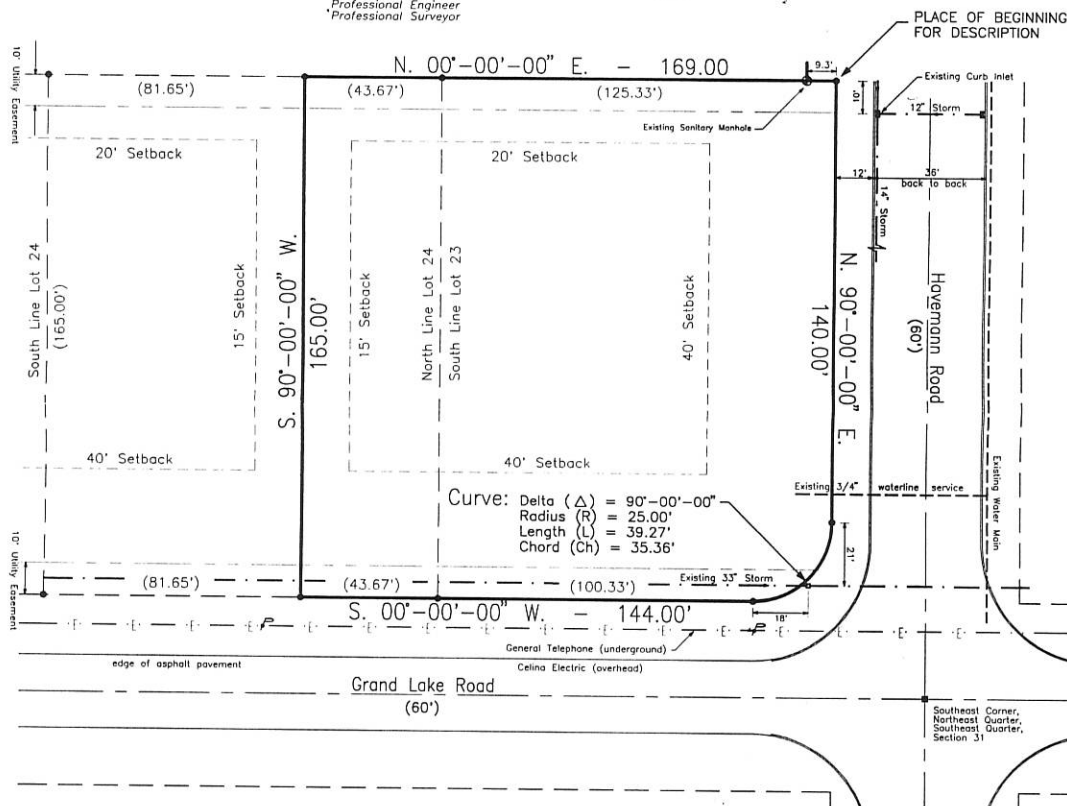 Professional Engineer
Professional Surveyor
PLACE OF BEGINNING
FOR DESCRIPTION
N. 00°-00'-00" E. - 169.00
9.3'
10' Utility Easement
(81.65')
(43.67')
(125.33')
Existing Sanitary Manhole
Existing Curb Inlet
12" Storm
10'
20' Setback
20' Setback
12'
36'
back to back
14" Storm
South Line Lot 24
(165.00')
15' Setback
S. 90°-00'-00" W.
165.00'
15' Setback
North Line Lot 24
South Line Lot 23
40' Setback
N. 90°-00'-00" E.
140.00'
Havemann Road
(60')
40' Setback
40' Setback
Existing 3/4" waterline service
Existing Water Main
Curve: Delta (△) = 90°-00'-00"
Radius (R) = 25.00'
Length (L) = 39.27'
Chord (Ch) = 35.36'
21'
10' Utility Easement
(81.65')
(43.67')
(100.33')
Existing 33" Storm
S. 00°-00'-00" W. - 144.00'
18'
E E P E E E E E E E P E E E E
General Telephone (underground)
edge of asphalt pavement
Celina Electric (overhead)
Grand Lake Road
(60')
Southeast Corner,
Northeast Quarter,
Southeast Quarter,
Section 31